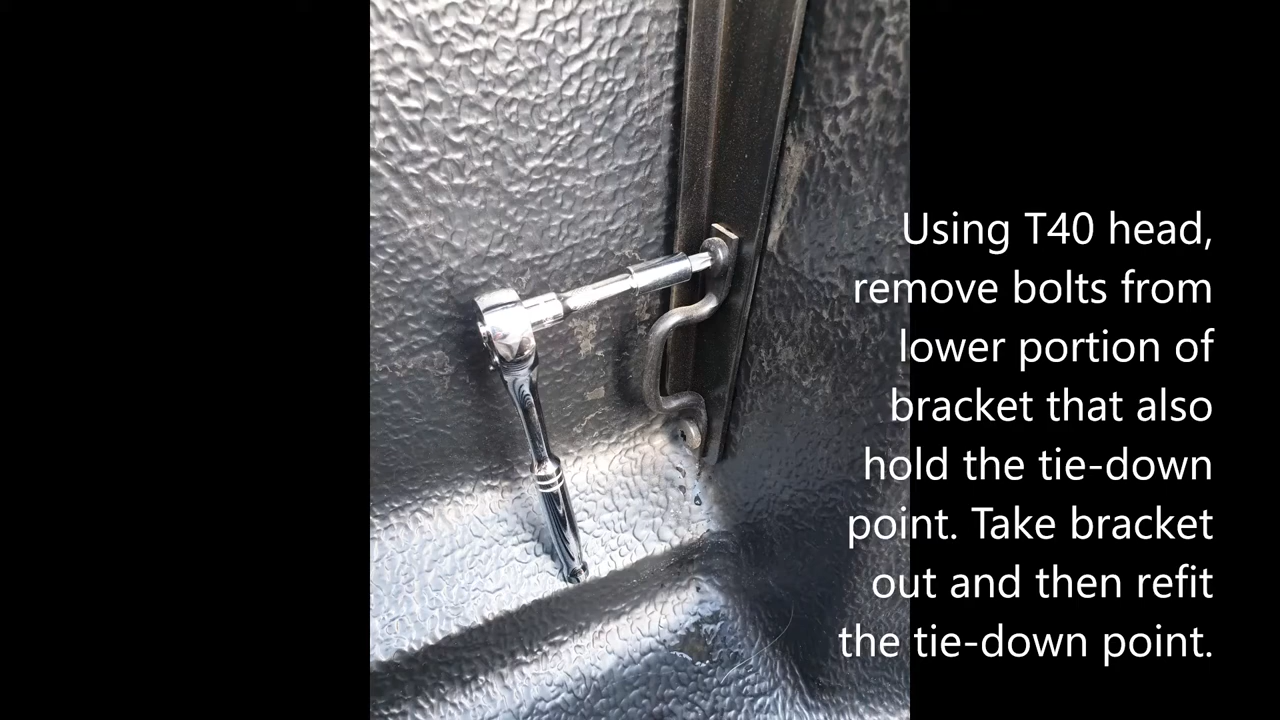 Using T40 head,
remove bolts from
lower portion of
bracket that also
hold the tie-down
point. Take bracket
out and then refit
the tie-down point.